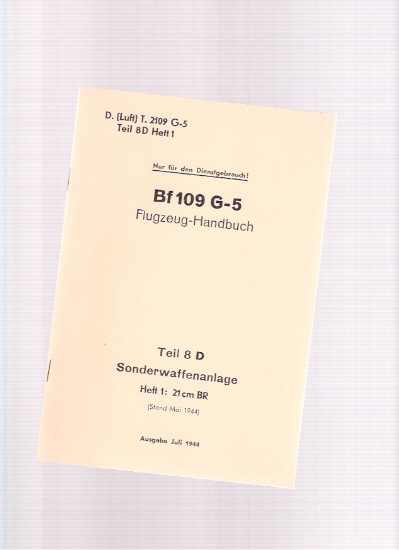 D. (Luft) T. 2109 G-5
Teil 8D Heft 1
Nur für den Dienstgebrauch!
Bf 109 G-5
Flugzeug-Handbuch
Teil 8 D
Sonderwaffenanlage
Heft 1: 21 cm BR
(Stand Mai 1944)
Ausgabe Juli 1944